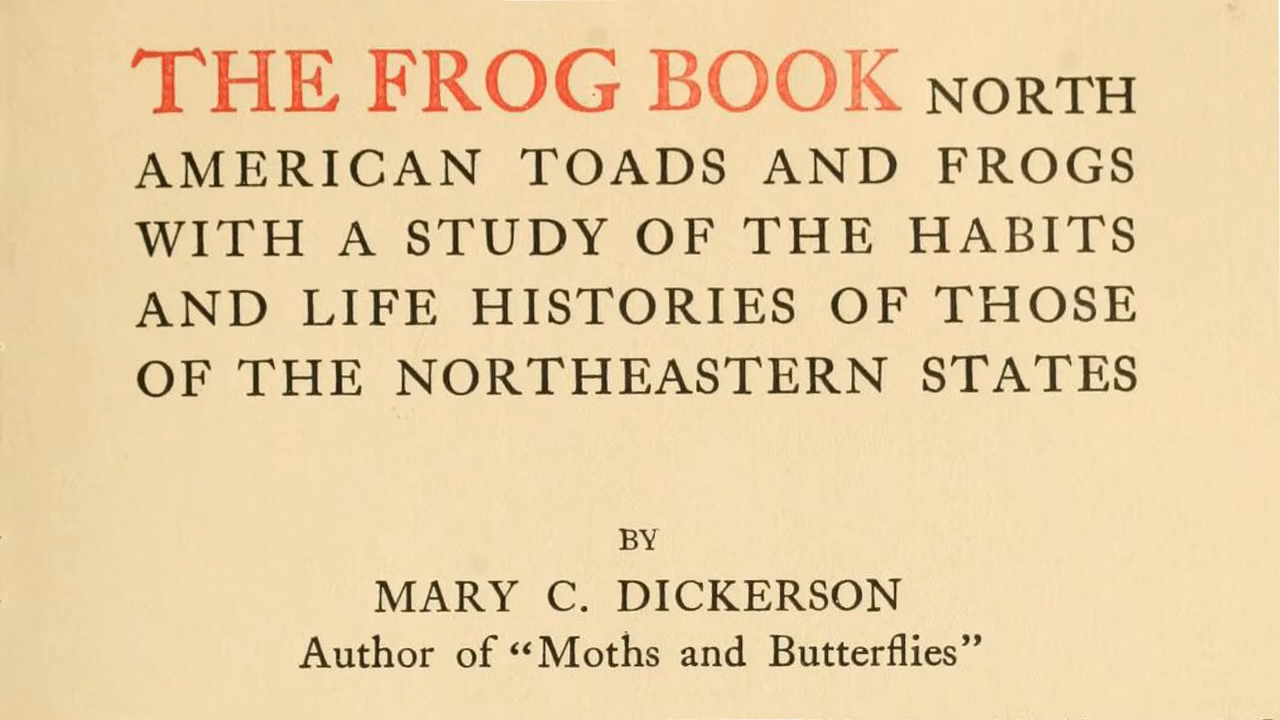 THE FROG BOOK NORTH
AMERICAN TOADS AND FROGS
WITH A STUDY OF THE HABITS
AND LIFE HISTORIES OF THOSE
OF THE NORTHEASTERN STATES
BY
MARY C. DICKERSON
Author of “Moths and Butterflies”